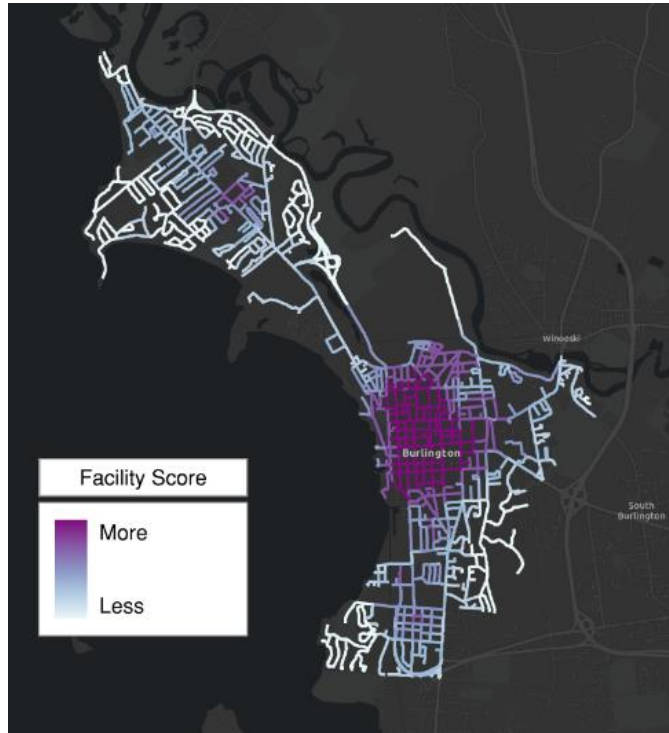 Winooski
Burlington
South
Burlington
Facility Score
More
Less